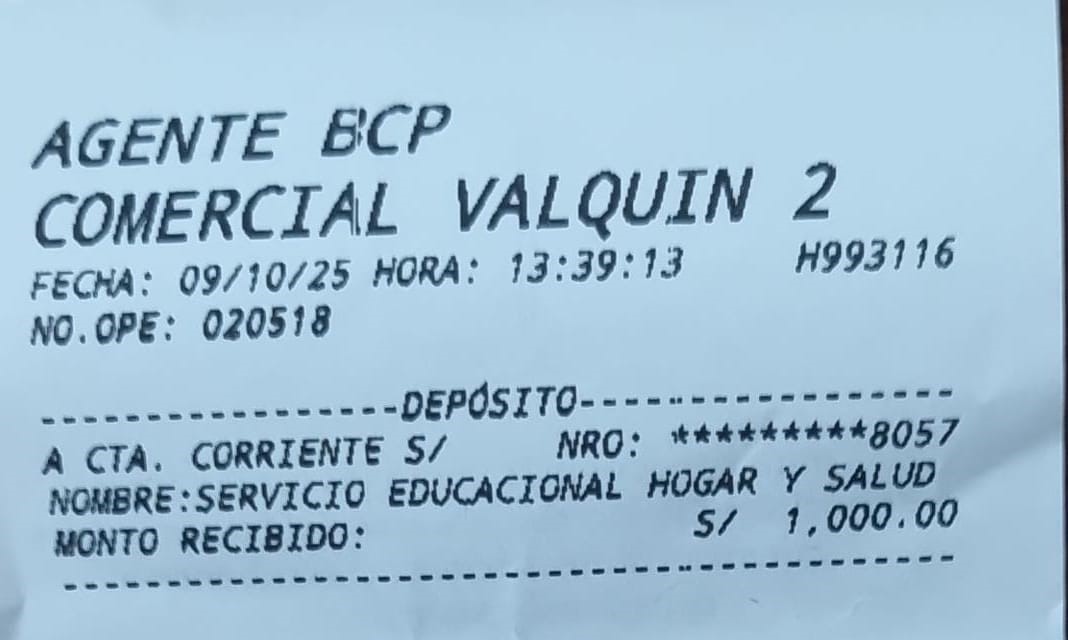 AGENTE BCP
COMERCIAL VALQUIN 2
FECHA: 09/10/25 HORA: 13:39:13 H993116
NO.OPE: 020518
-----------------DEPÓSITO------------------
A CTA. CORRIENTE S/ NRO: *********8057
NOMBRE:SERVICIO EDUCACIONAL HOGAR Y SALUD
MONTO RECIBIDO: S/ 1,000.00
-------------------------------------------